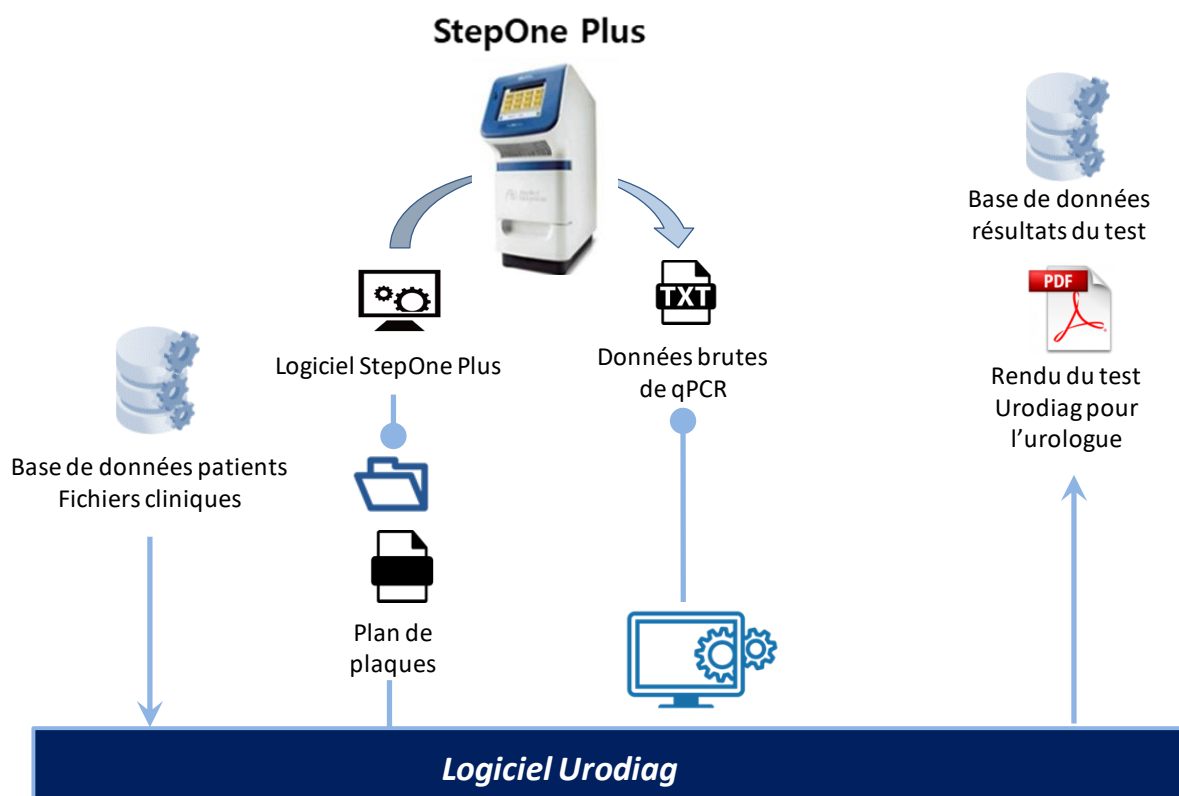 StepOne Plus
Base de données
résultats du test
TXT
PDF
Logiciel StepOne Plus
Données brutes
de qPCR
Rendu du test
Urodiag pour
l'urologue
Base de données patients
Fichiers cliniques
Plan de
plaques
Logiciel Urodiag